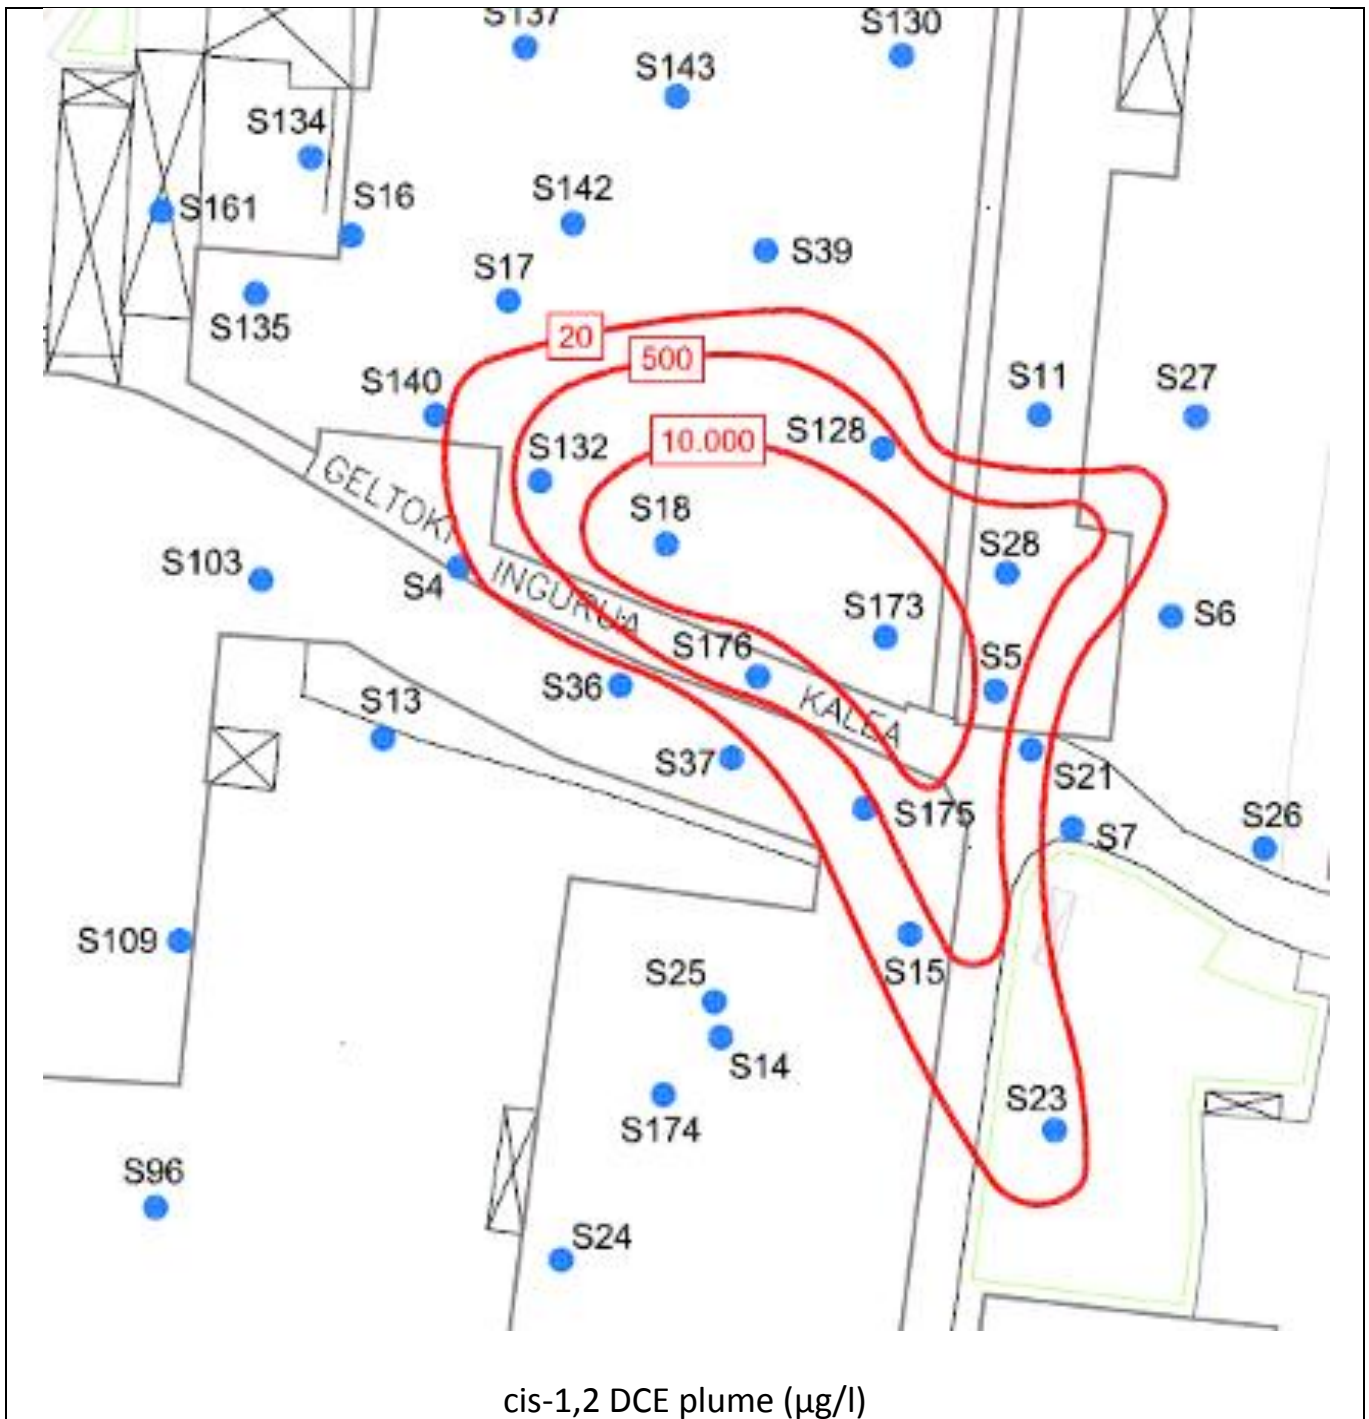 S137
S130
S143
S134
S142
S16
S161
S39
S17
S135
20
500
S11
S27
S140
S128
10.000
S132
GELTOKI
S18
S28
S103
S4
INGURUA
S173
S6
S176
S5
S36
S13
KALEA
S37
S21
S175
S26
S7
S109
S15
S25
S14
S23
S174
S96
S24
cis-1,2 DCE plume (µg/l)